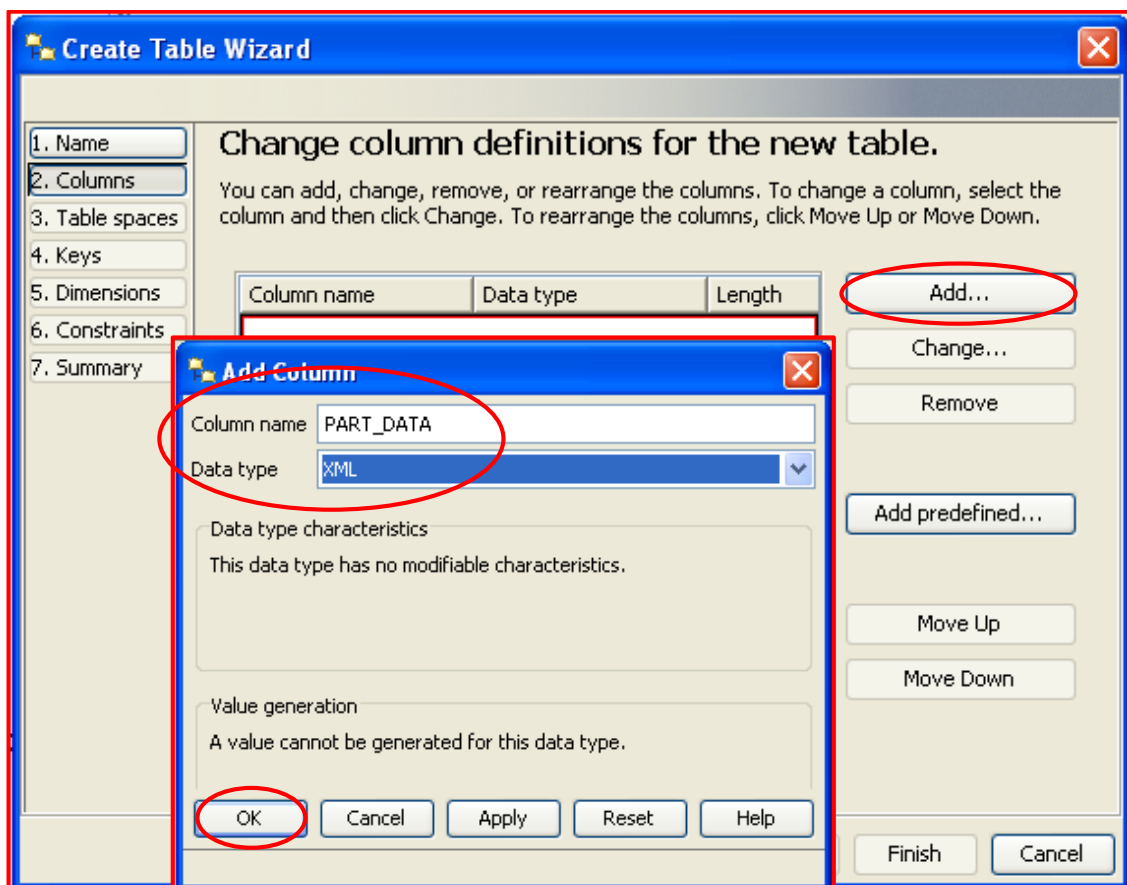 Create Table Wizard
1. Name
2. Columns
3. Table spaces
4. Keys
5. Dimensions
6. Constraints
7. Summary
Change column definitions for the new table.
You can add, change, remove, or rearrange the columns. To change a column, select the
column and then click Change. To rearrange the columns, click Move Up or Move Down.
Column name Data type Length
Add...
Change...
Remove
Add predefined...
Move Up
Move Down
Add Column
Column name PART_DATA
Data type XML
Data type characteristics
This data type has no modifiable characteristics.
Value generation
A value cannot be generated for this data type.
OK Cancel Apply Reset Help
Finish Cancel